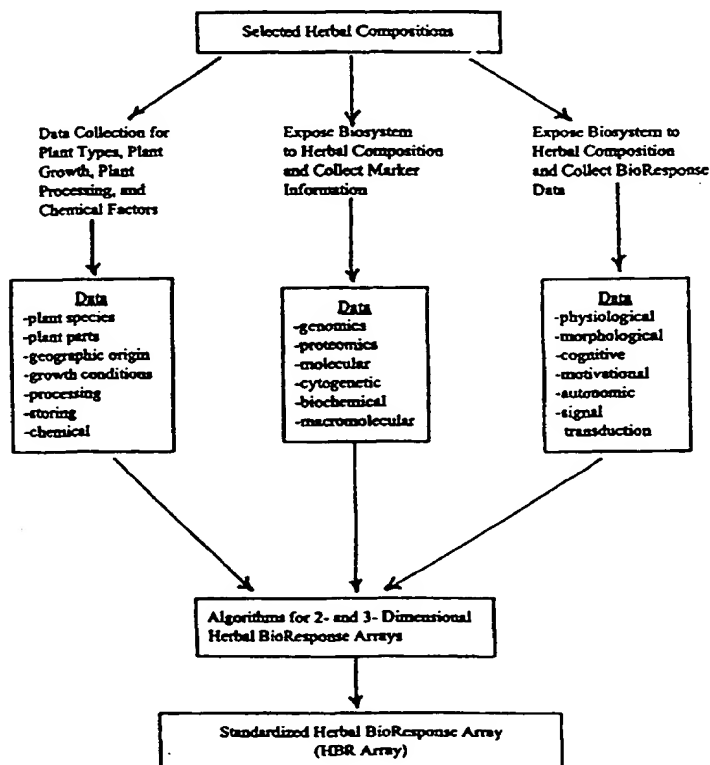 Selected Herbal Compositions
Data Collection for
Plant Types, Plant
Growth, Plant
Processing, and
Chemical Factors
Expose Biosystem
to Herbal Composition
and Collect Marker
Information
Expose Biosystem to
Herbal Composition
and Collect BioResponse
Data
Data
-plant species
-plant parts
-geographic origin
-growth conditions
-processing
-storing
-chemical
Data
-genomics
-proteomics
-molecular
-cytogenetic
-biochemical
-macromolecular
Data
-physiological
-morphological
-cognitive
-motivational
-autonomic
-signal
transduction
Algorithms for 2- and 3- Dimensional
Herbal BioResponse Arrays
Standardized Herbal BioResponse Array
(HBR Array)